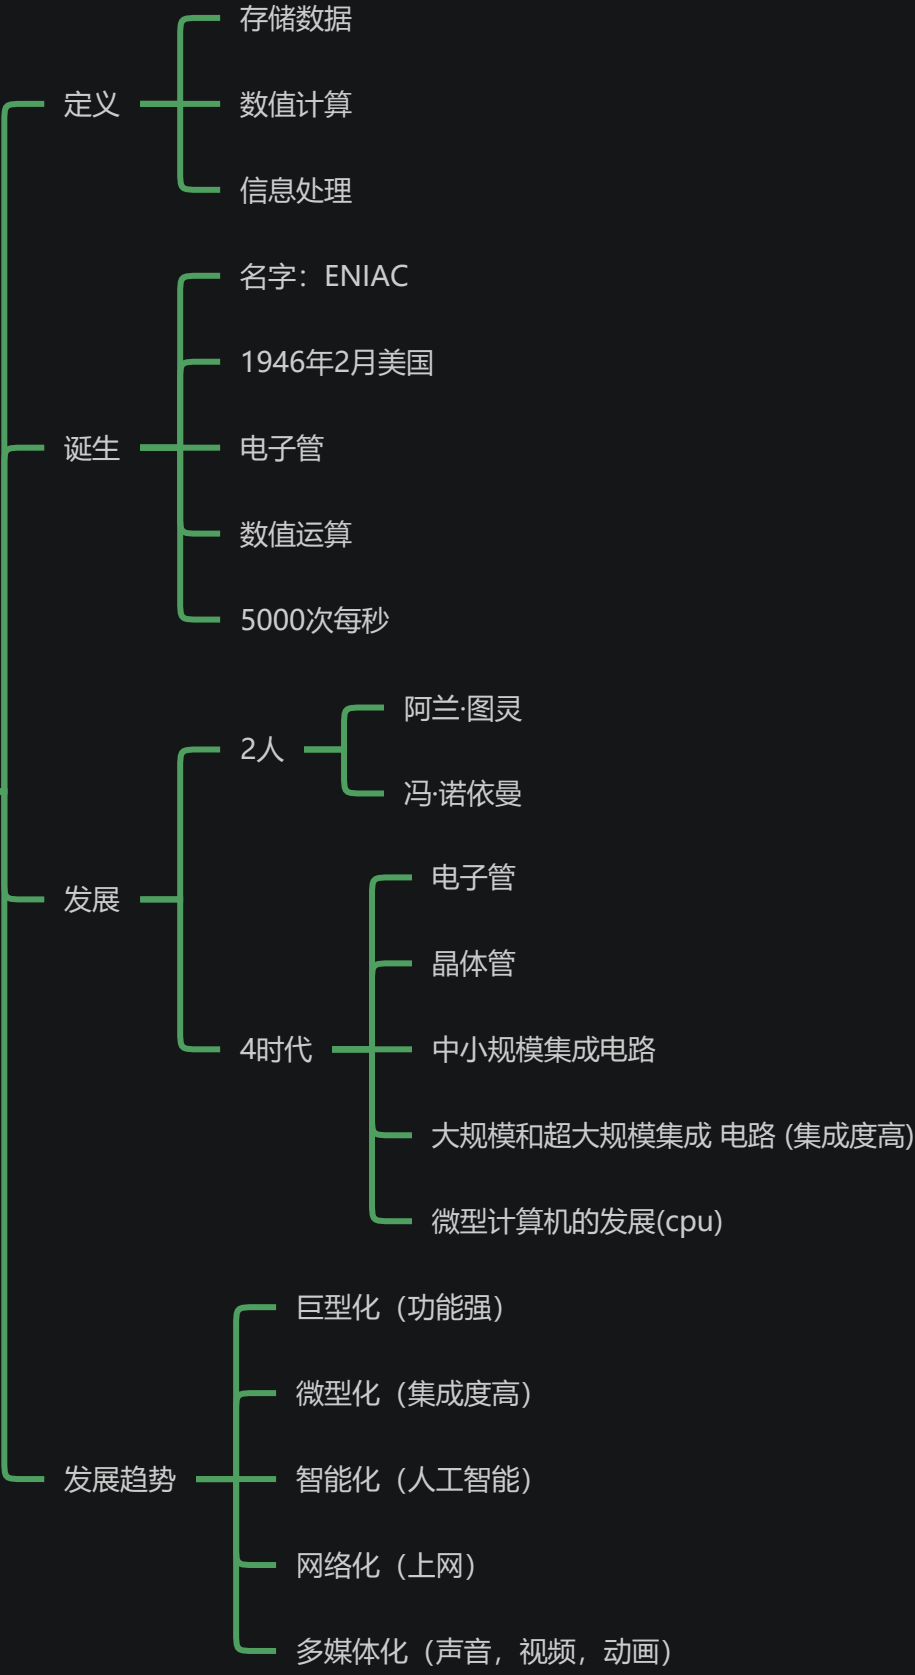 定义
存储数据
数值计算
信息处理
诞生
名字：ENIAC
1946年2月美国
电子管
数值运算
5000次每秒
发展
2人
阿兰·图灵
冯·诺依曼
4时代
电子管
晶体管
中小规模集成电路
大规模和超大规模集成 电路 (集成度高)
微型计算机的发展(cpu)
发展趋势
巨型化（功能强）
微型化（集成度高）
智能化（人工智能）
网络化（上网）
多媒体化（声音，视频，动画）